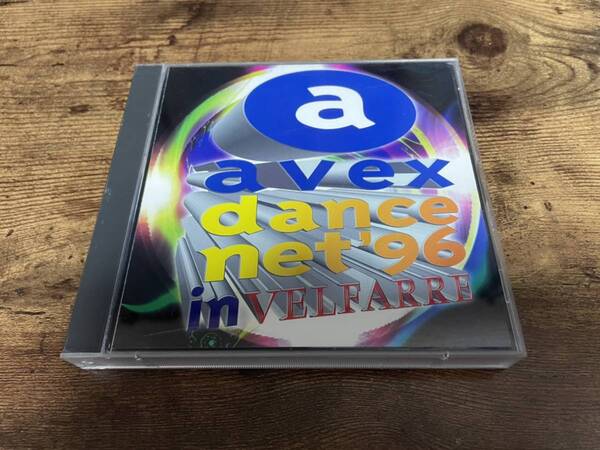 a
avex
dance
net'96
in VELFARRE